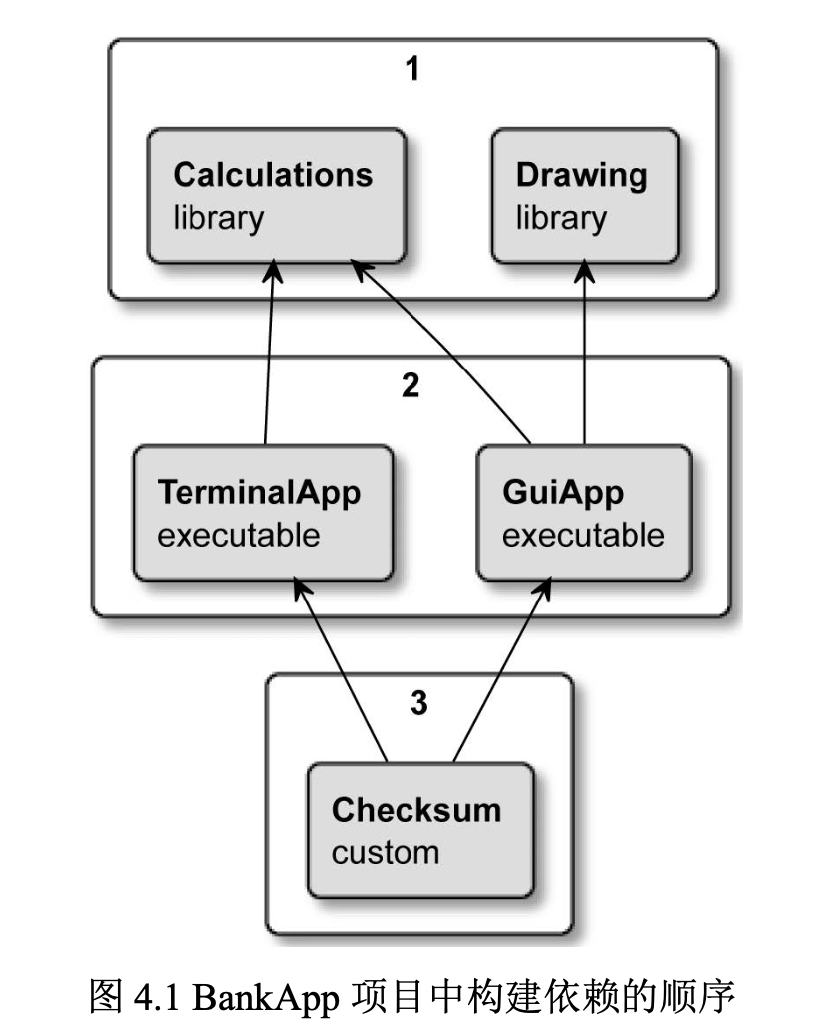 1
Calculations
library
Drawing
library
2
TerminalApp
executable
GuiApp
executable
3
Checksum
custom
图 4.1 BankApp 项目中构建依赖的顺序